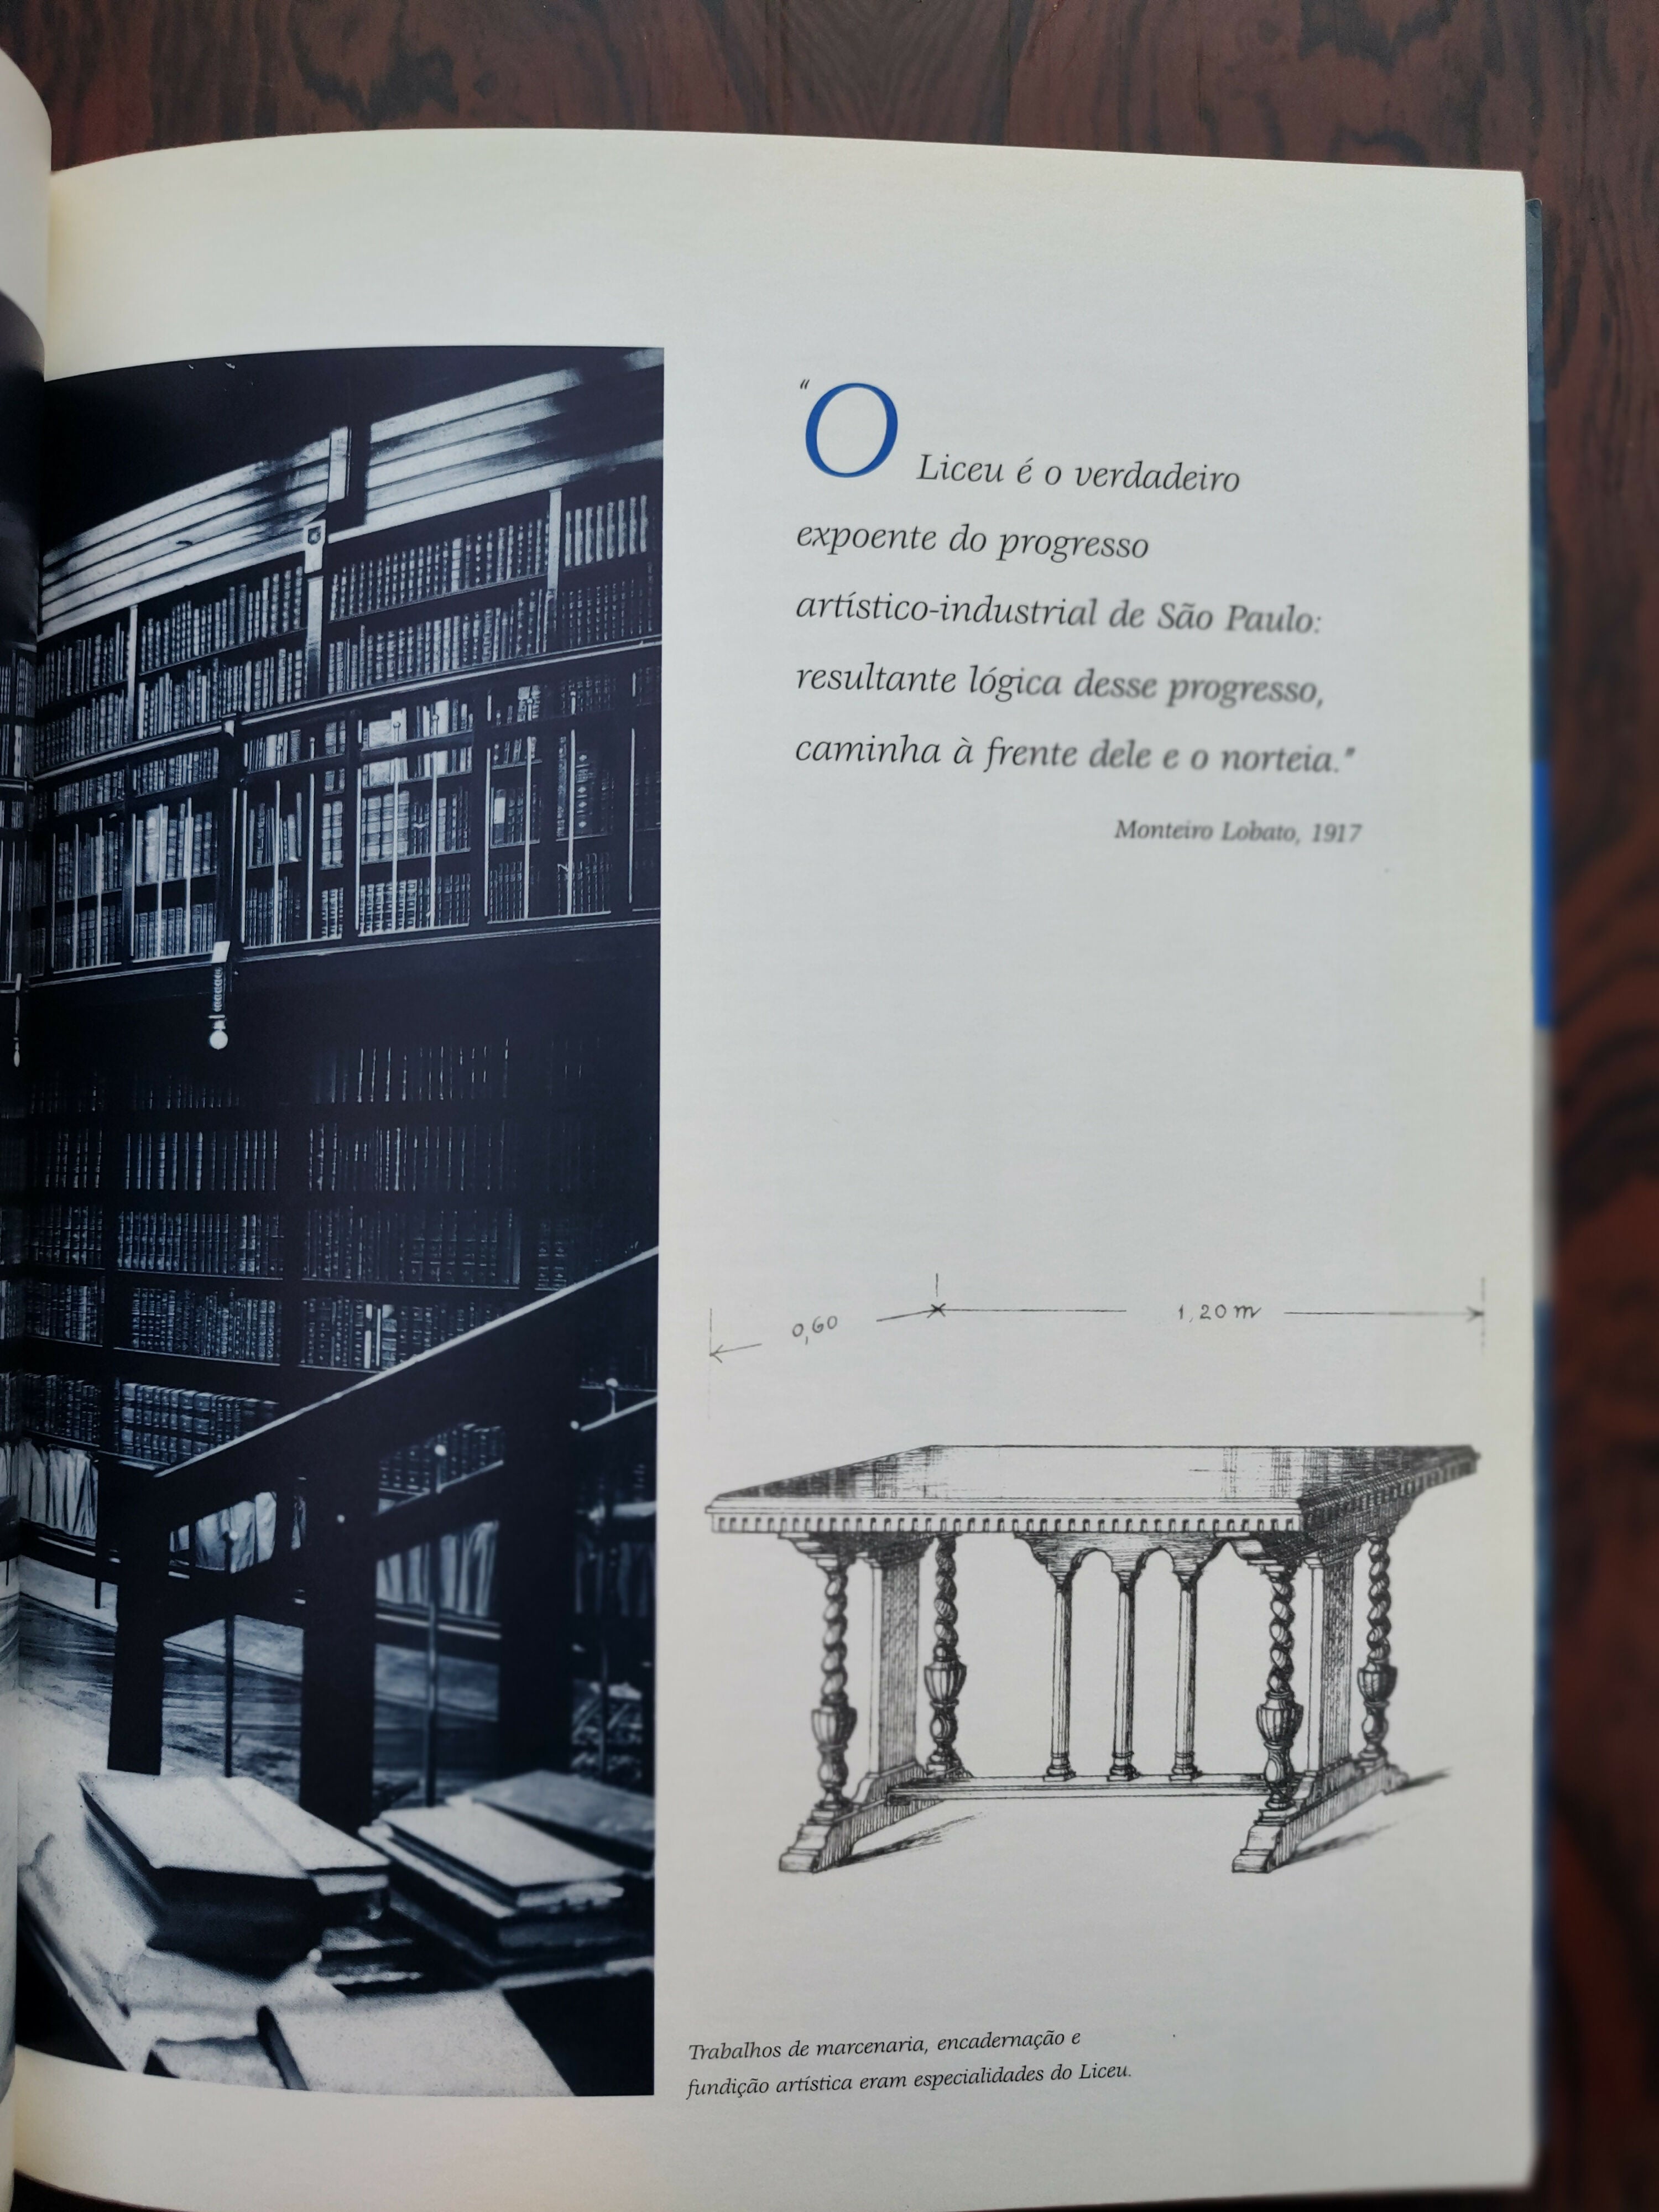 "O Liceu é o verdadeiro
expoente do progresso
artístico-industrial de São Paulo:
resultante lógica desse progresso,
caminha à frente dele e o norteia."
Monteiro Lobato, 1917
0,60 1,20 m
Trabalhos de marcenaria, encadernação e
fundição artística eram especialidades do Liceu.